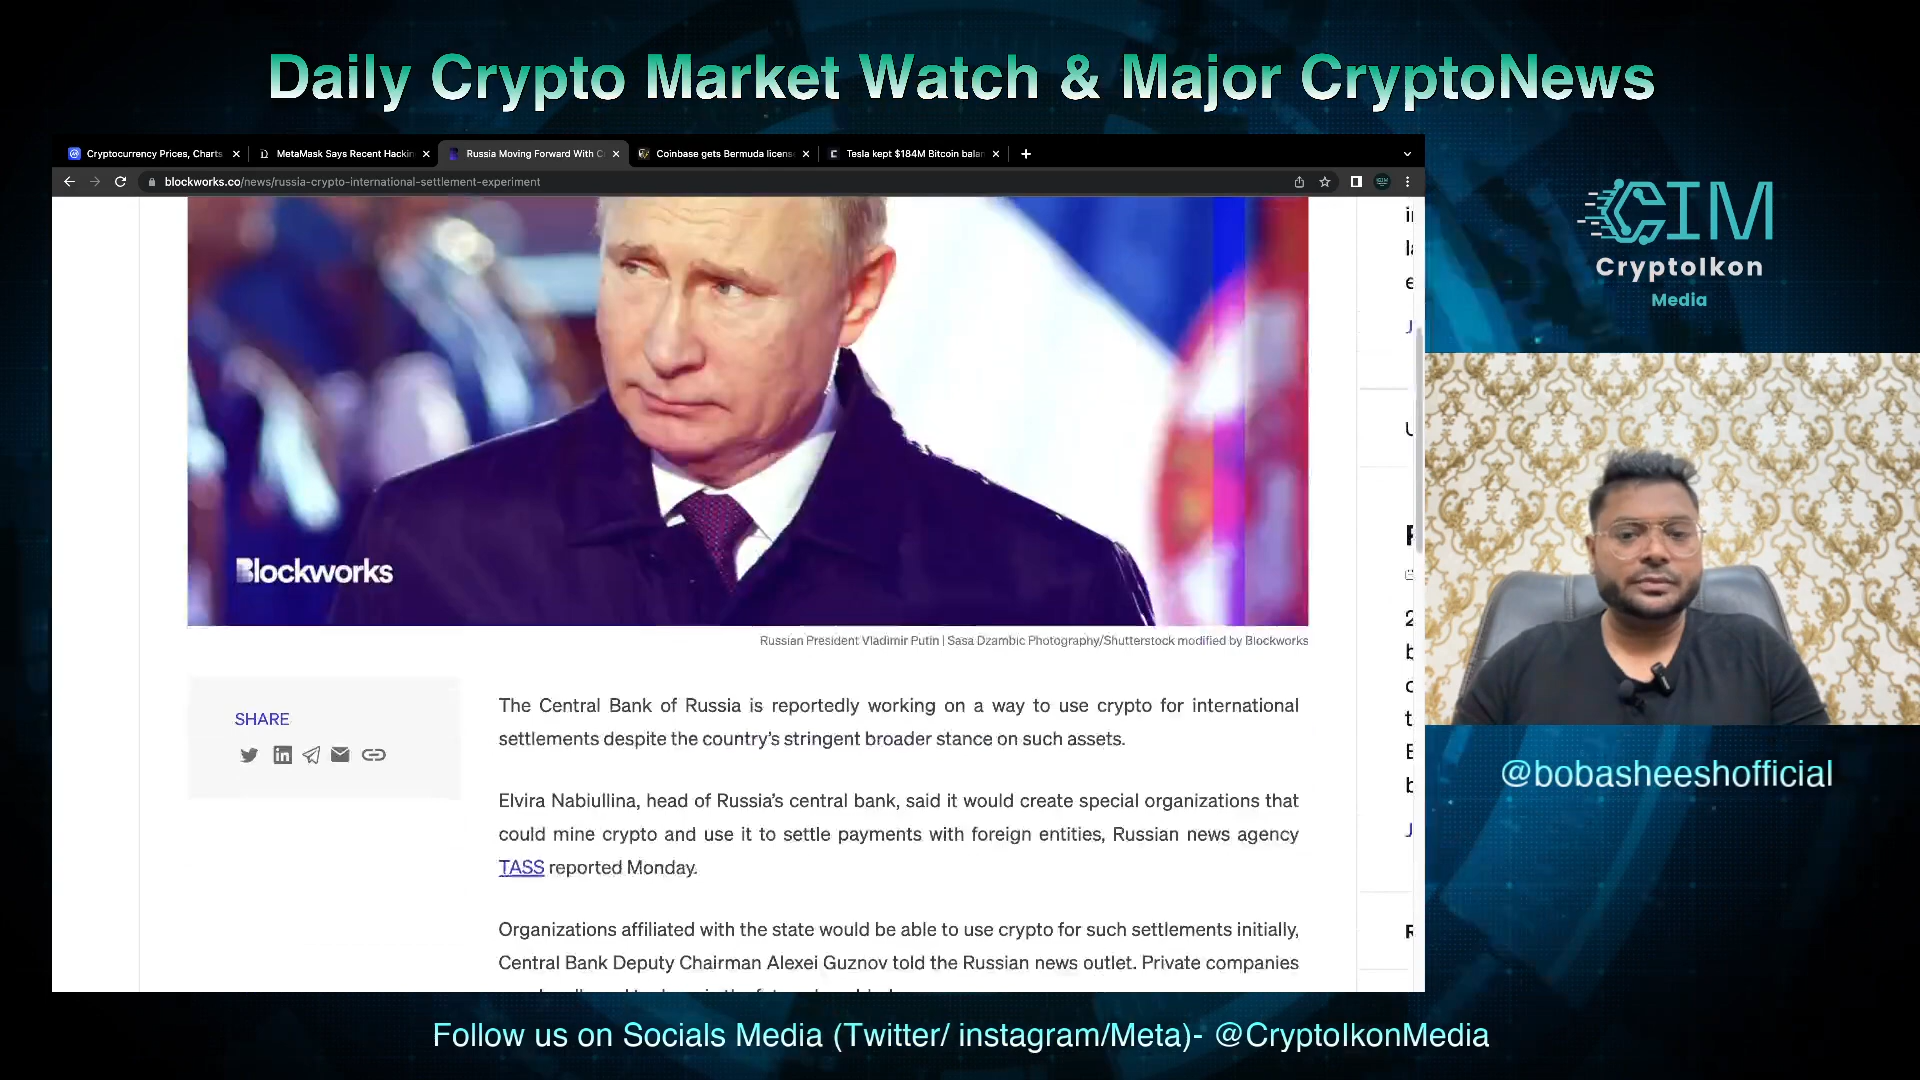 Daily Crypto Market Watch & Major CryptoNews
Cryptocurrency Prices, Charts
MetaMask Says Recent Hackin
Russia Moving Forward With C
Coinbase gets Bermuda license
Tesla kept $184M Bitcoin balan
blockworks.co/news/russia-crypto-international-settlement-experiment
CIM
CryptoIkon
Media
Blockworks
Russian President Vladimir Putin | Sasa Dzambic Photography/Shutterstock modified by Blockworks
SHARE
The Central Bank of Russia is reportedly working on a way to use crypto for international
settlements despite the country's stringent broader stance on such assets.
Elvira Nabiullina, head of Russia's central bank, said it would create special organizations that
could mine crypto and use it to settle payments with foreign entities, Russian news agency
TASS reported Monday.
Organizations affiliated with the state would be able to use crypto for such settlements initially,
Central Bank Deputy Chairman Alexei Guznov told the Russian news outlet. Private companies
@bobasheeshofficial
Follow us on Socials Media (Twitter/ instagram/Meta)- @CryptoIkonMedia